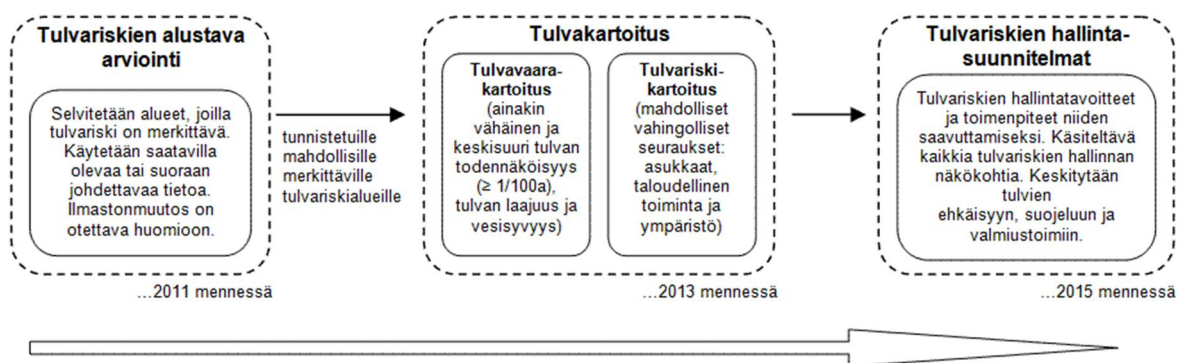 Tulvariskien alustava
arviointi
Selvitetään alueet, joilla
tulvariski on merkittävä.
Käytetään saatavilla
olevaa tai suoraan
johdettavaa tietoa.
Ilmastonmuutos on
otettava huomioon.
…2011 mennessä
tunnistetuille
mahdollisille
merkittäville
tulvariskialueille
Tulvakartoitus
Tulvavaara-
kartoitus
(ainakin
vähäinen ja
keskisuuri tulvan
todennäköisyys
(≥ 1/100a),
tulvan laajuus ja
vesisyvyys)
Tulvariski-
kartoitus
(mahdolliset
vahingolliset
seuraukset:
asukkaat,
taloudellinen
toiminta ja
ympäristö)
…2013 mennessä
Tulvariskien hallinta-
suunnitelmat
Tulvariskien hallintatavoitteet
ja toimenpiteet niiden
saavuttamiseksi. Käsiteltävä
kaikkia tulvariskien hallinnan
näkökohtia. Keskitytään
tulvien
ehkäisyyn, suojeluun ja
valmiustoimiin.
…2015 mennessä